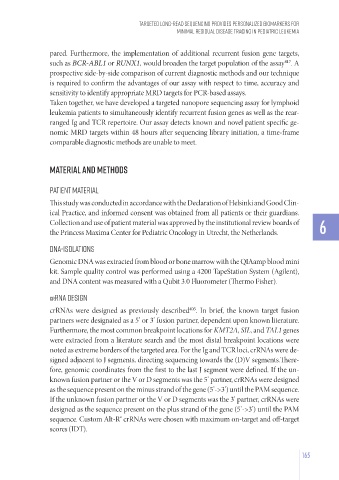 TARGETED LONG-READ SEQUENCING PROVIDES PERSONALIZED BIOMARKERS FOR
MINIMAL RESIDUAL DISEASE TRACING IN PEDIATRIC LEUKEMIA
pared. Furthermore, the implementation of additional recurrent fusion gene targets,
such as BCR-ABL1 or RUNX1, would broaden the target population of the assay. A
prospective side-by-side comparison of current diagnostic methods and our technique
is required to confirm the advantages of our assay with respect to time, accuracy and
sensitivity to identify appropriate MRD targets for PCR-based assays.
Taken together, we have developed a targeted nanopore sequencing assay for lymphoid
leukemia patients to simultaneously identify recurrent fusion genes as well as the rear-
ranged Ig and TCR repertoire. Our assay detects known and novel patient specific ge-
nomic MRD targets within 48 hours after sequencing library initiation, a time-frame
comparable diagnostic methods are unable to meet.
MATERIAL AND METHODS
PATIENT MATERIAL
This study was conducted in accordance with the Declaration of Helsinki and Good Clin-
ical Practice, and informed consent was obtained from all patients or their guardians.
Collection and use of patient material was approved by the institutional review boards of
the Princess Maxima Center for Pediatric Oncology in Utrecht, the Netherlands.
6
DNA-ISOLATIONS
Genomic DNA was extracted from blood or bone marrow with the QIAamp blood mini
kit. Sample quality control was performed using a 4200 TapeStation System (Agilent),
and DNA content was measured with a Qubit 3.0 fluorometer (Thermo Fisher).
crRNA DESIGN
crRNAs were designed as previously described. In brief, the known target fusion
partners were designated as a 5' or 3' fusion partner, dependent upon known literature.
Furthermore, the most common breakpoint locations for KMT2A, SIL, and TAL1 genes
were extracted from a literature search and the most distal breakpoint locations were
noted as extreme borders of the targeted area. For the Ig and TCR loci, crRNAs were de-
signed adjacent to J segments, directing sequencing towards the (D)V segments. There-
fore, genomic coordinates from the first to the last J segment were defined. If the un-
known fusion partner or the V or D segments was the 5' partner, crRNAs were designed
as the sequence present on the minus strand of the gene (5'->3') until the PAM sequence.
If the unknown fusion partner or the V or D segments was the 3' partner, crRNAs were
designed as the sequence present on the plus strand of the gene (5'->3') until the PAM
sequence. Custom Alt-R® crRNAs were chosen with maximum on-target and off-target
scores (IDT).
165